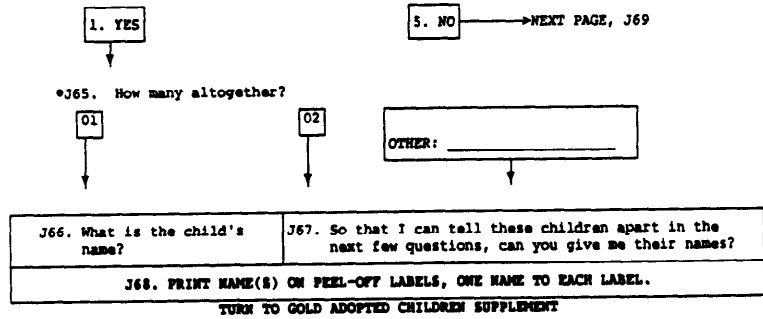 1. YES
5. NO NEXT PAGE, J69
*J65. How many altogether?
01
02
OTHER: ____________________
J66. What is the child's
name?
J67. So that I can tell these children apart in the
next few questions, can you give me their names?
J68. PRINT NAME(S) ON PEEL-OFF LABELS, ONE NAME TO EACH LABEL.
TURN TO GOLD ADOPTED CHILDREN SUPPLEMENT